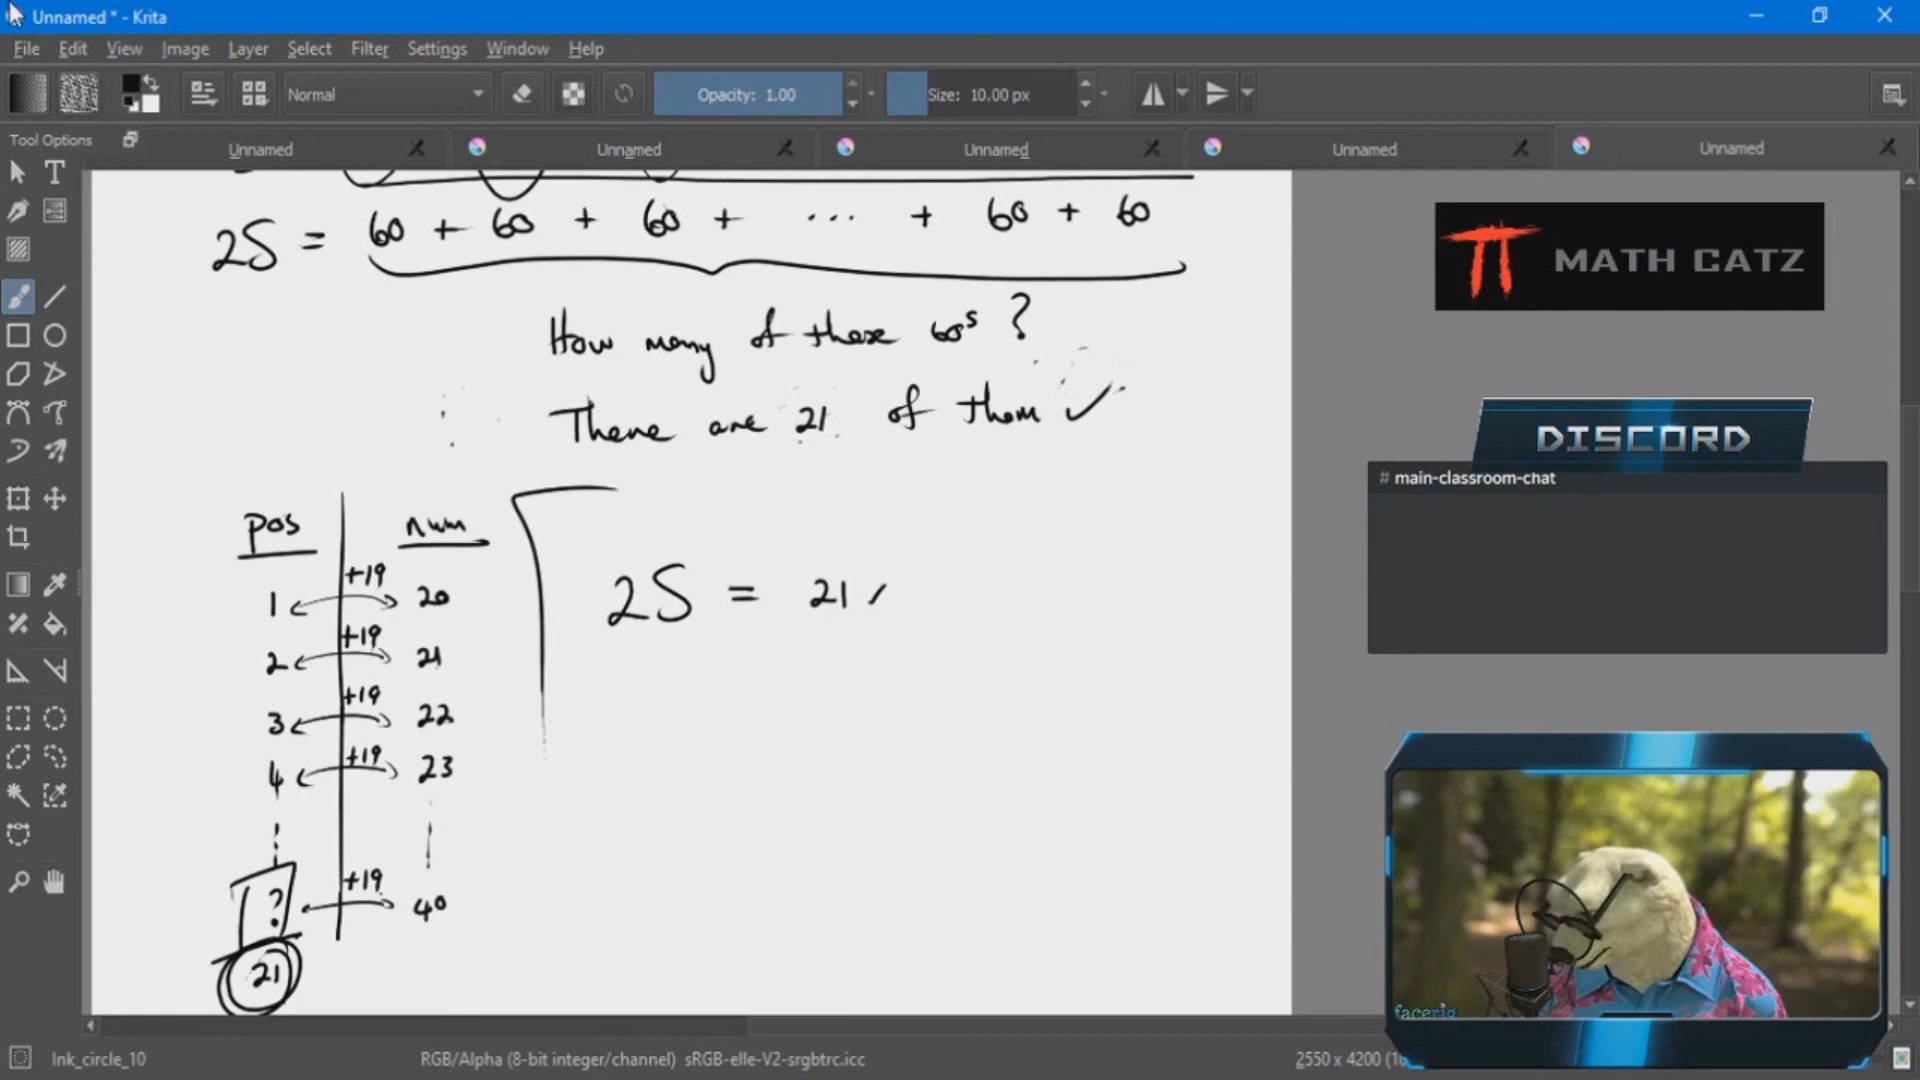 Unnamed * - Krita
File Edit View Image Layer Select Filter Settings Window Help
Normal Opacity: 1.00 Size: 10.00 px
Tool Options Unnamed Unnamed Unnamed Unnamed Unnamed
2S = 60 + 60 + 60 + ... + 60 + 60
How many of these 60s ?
There are 21 of them ✓
pos num
1 +19 20
2 +19 21
3 +19 22
4 +19 23
? +19 40
21
2S = 21
π MATH CATZ
DISCORD
# main-classroom-chat
facerig
Ink_circle_10 RGB/Alpha (8-bit integer/channel) sRGB-elle-V2-srgbtrc.icc 2550 x 4200